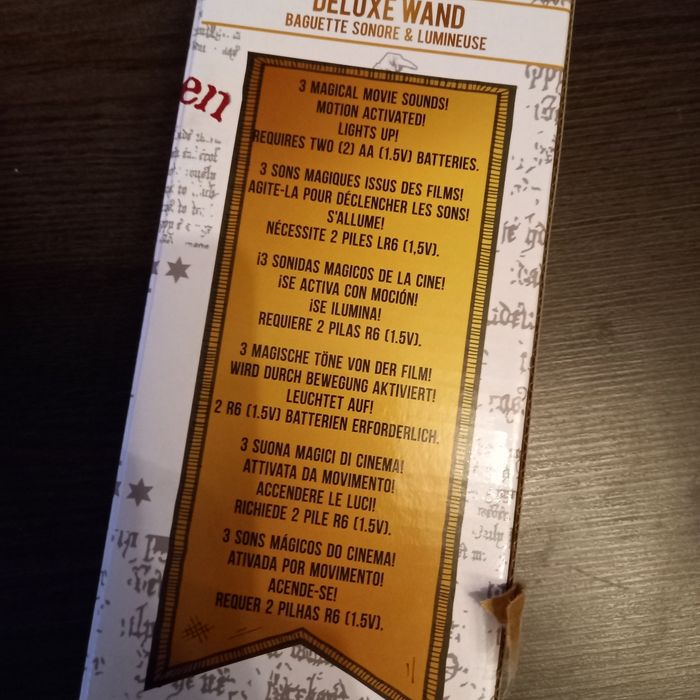 DELUXE WAND
BAGUETTE SONORE & LUMINEUSE
en
3 MAGICAL MOVIE SOUNDS!
MOTION ACTIVATED!
LIGHTS UP!
REQUIRES TWO (2) AA (1.5V) BATTERIES.
3 SONS MAGIQUES ISSUS DES FILMS!
AGITE-LA POUR DÉCLENCHER LES SONS!
S'ALLUME!
NÉCESSITE 2 PILES LR6 (1,5V).
¡3 SONIDAS MAGICOS DE LA CINE!
¡SE ACTIVA CON MOCIÓN!
¡SE ILUMINA!
REQUIERE 2 PILAS R6 (1.5V).
3 MAGISCHE TÖNE VON DER FILM!
WIRD DURCH BEWEGUNG AKTIVIERT!
LEUCHTET AUF!
2 R6 (1.5V) BATTERIEN ERFORDERLICH.
3 SUONA MAGICI DI CINEMA!
ATTIVATA DA MOVIMENTO!
ACCENDERE LE LUCI!
RICHIEDE 2 PILE R6 (1.5V).
3 SONS MÁGICOS DO CINEMA!
ATIVADA POR MOVIMENTO!
ACENDE-SE!
REQUER 2 PILHAS R6 (1.5V).